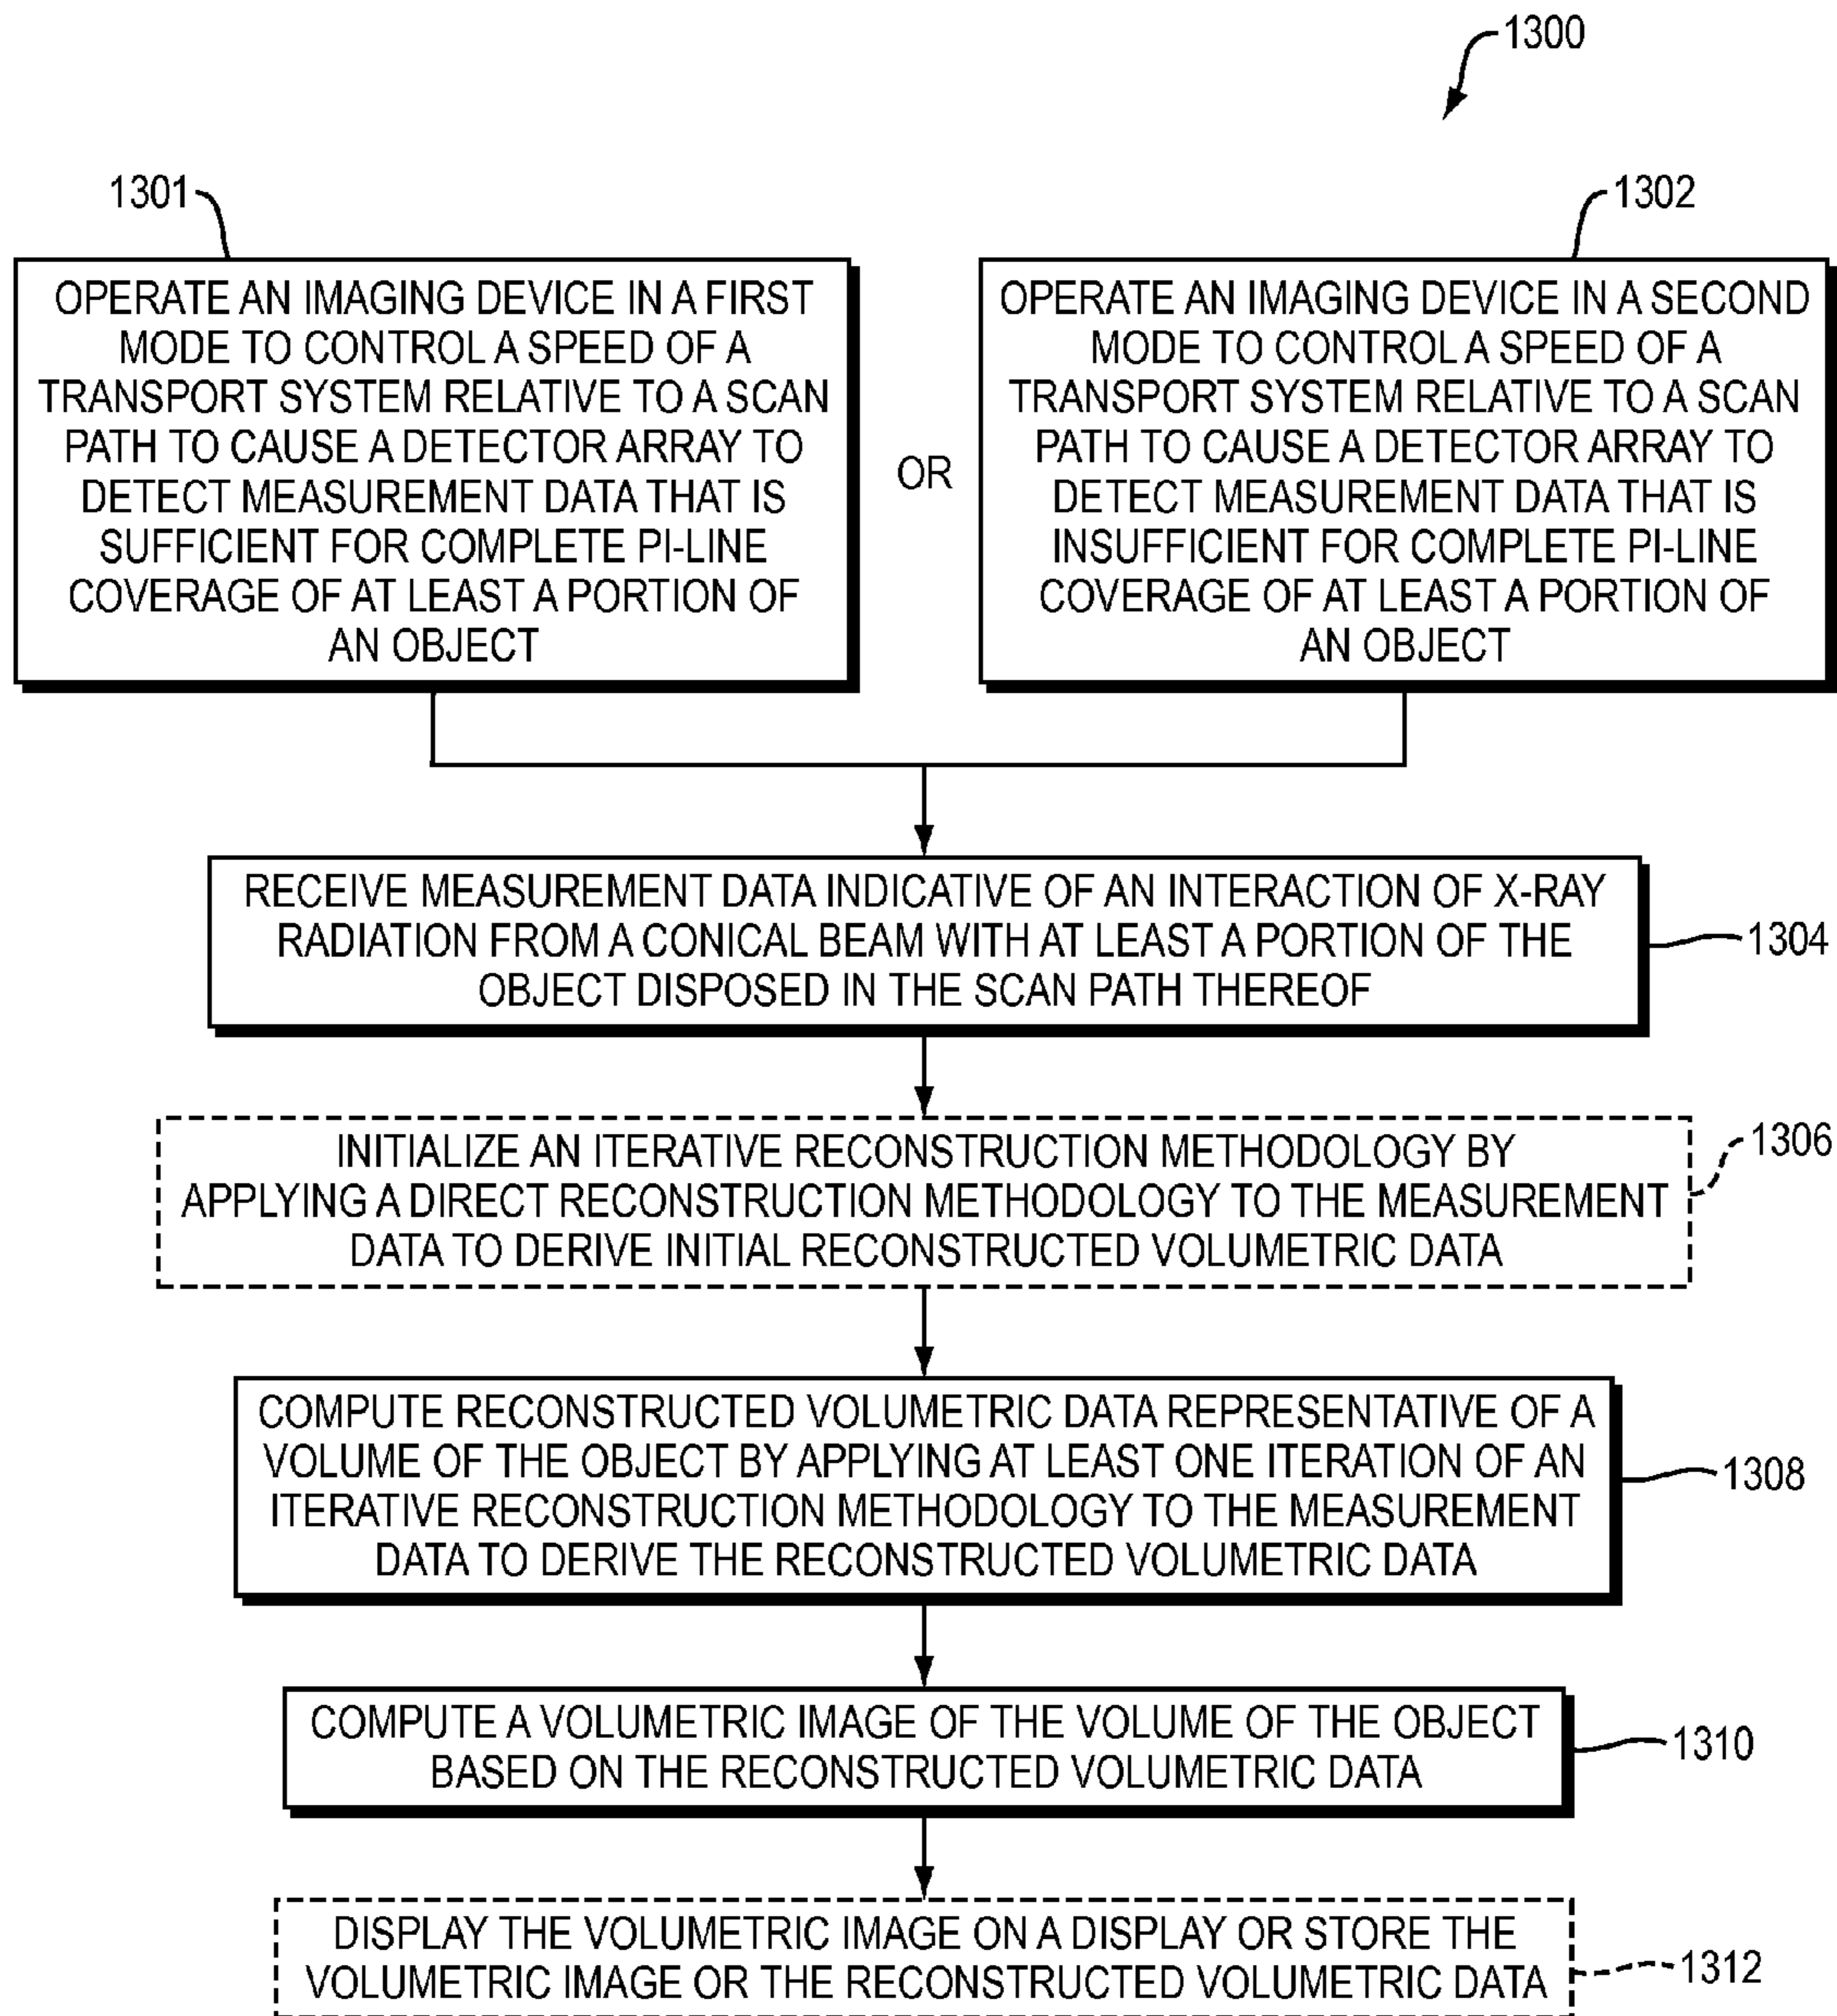 1300
1301
1302
OPERATE AN IMAGING DEVICE IN A FIRST
MODE TO CONTROL A SPEED OF A
TRANSPORT SYSTEM RELATIVE TO A SCAN
PATH TO CAUSE A DETECTOR ARRAY TO
DETECT MEASUREMENT DATA THAT IS
SUFFICIENT FOR COMPLETE PI-LINE
COVERAGE OF AT LEAST A PORTION OF
AN OBJECT
OR
OPERATE AN IMAGING DEVICE IN A SECOND
MODE TO CONTROL A SPEED OF A
TRANSPORT SYSTEM RELATIVE TO A SCAN
PATH TO CAUSE A DETECTOR ARRAY TO
DETECT MEASUREMENT DATA THAT IS
INSUFFICIENT FOR COMPLETE PI-LINE
COVERAGE OF AT LEAST A PORTION OF
AN OBJECT
RECEIVE MEASUREMENT DATA INDICATIVE OF AN INTERACTION OF X-RAY
RADIATION FROM A CONICAL BEAM WITH AT LEAST A PORTION OF THE
OBJECT DISPOSED IN THE SCAN PATH THEREOF
1304
INITIALIZE AN ITERATIVE RECONSTRUCTION METHODOLOGY BY
APPLYING A DIRECT RECONSTRUCTION METHODOLOGY TO THE MEASUREMENT
DATA TO DERIVE INITIAL RECONSTRUCTED VOLUMETRIC DATA
1306
COMPUTE RECONSTRUCTED VOLUMETRIC DATA REPRESENTATIVE OF A
VOLUME OF THE OBJECT BY APPLYING AT LEAST ONE ITERATION OF AN
ITERATIVE RECONSTRUCTION METHODOLOGY TO THE MEASUREMENT
DATA TO DERIVE THE RECONSTRUCTED VOLUMETRIC DATA
1308
COMPUTE A VOLUMETRIC IMAGE OF THE VOLUME OF THE OBJECT
BASED ON THE RECONSTRUCTED VOLUMETRIC DATA
1310
DISPLAY THE VOLUMETRIC IMAGE ON A DISPLAY OR STORE THE
VOLUMETRIC IMAGE OR THE RECONSTRUCTED VOLUMETRIC DATA
1312